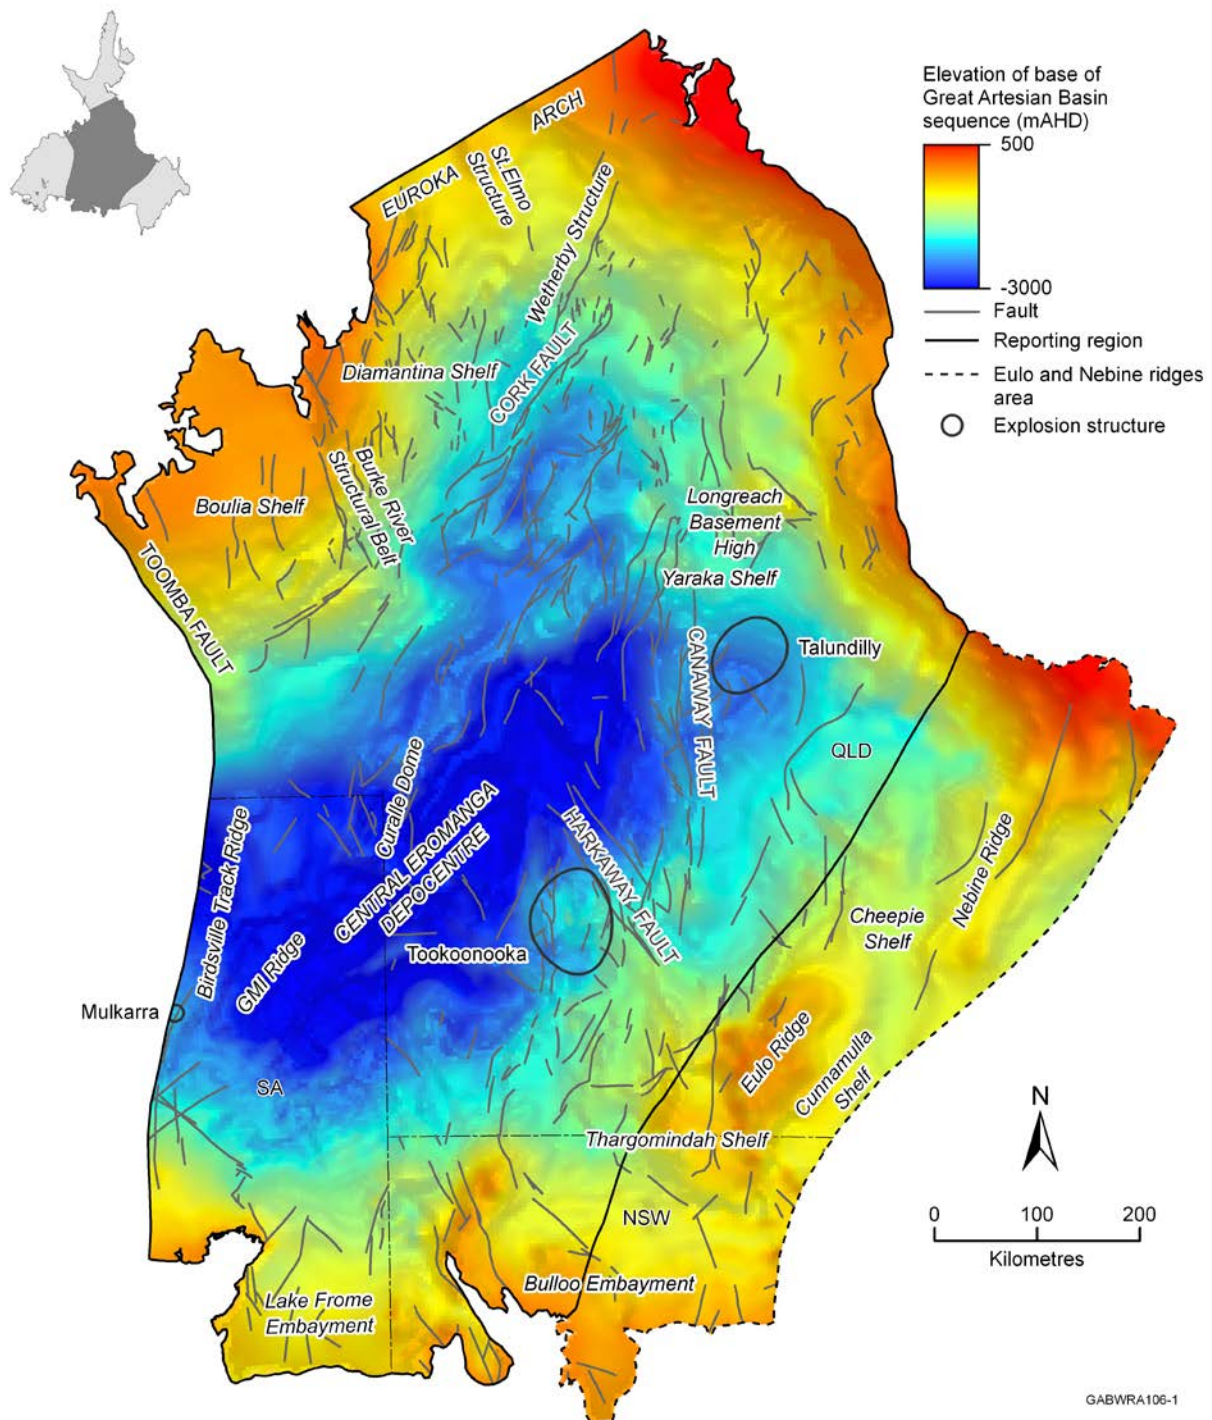 Elevation of base of
Great Artesian Basin
sequence (mAHD)
500
-3000
Fault
Reporting region
Eulo and Nebine ridges
area
Explosion structure
EUROKA
ARCH
St.Elmo
Structure
Wetherby Structure
CORK FAULT
Diamantina Shelf
Burke River
Structural Belt
Boulia Shelf
TOOMBA FAULT
Longreach
Basement
High
Yaraka Shelf
CANAWAY FAULT
Talundilly
QLD
Curalle Dome
CENTRAL EROMANGA
DEPOCENTRE
HARKAWAY FAULT
Birdsville Track Ridge
GMI Ridge
Tookoonooka
Mulkarra
SA
Cheepie
Shelf
Nebine Ridge
Eulo Ridge
Cunnamulla
Shelf
Thargomindah Shelf
NSW
Bulloo Embayment
Lake Frome
Embayment
N
0
100
200
Kilometres
GABWRA106-1